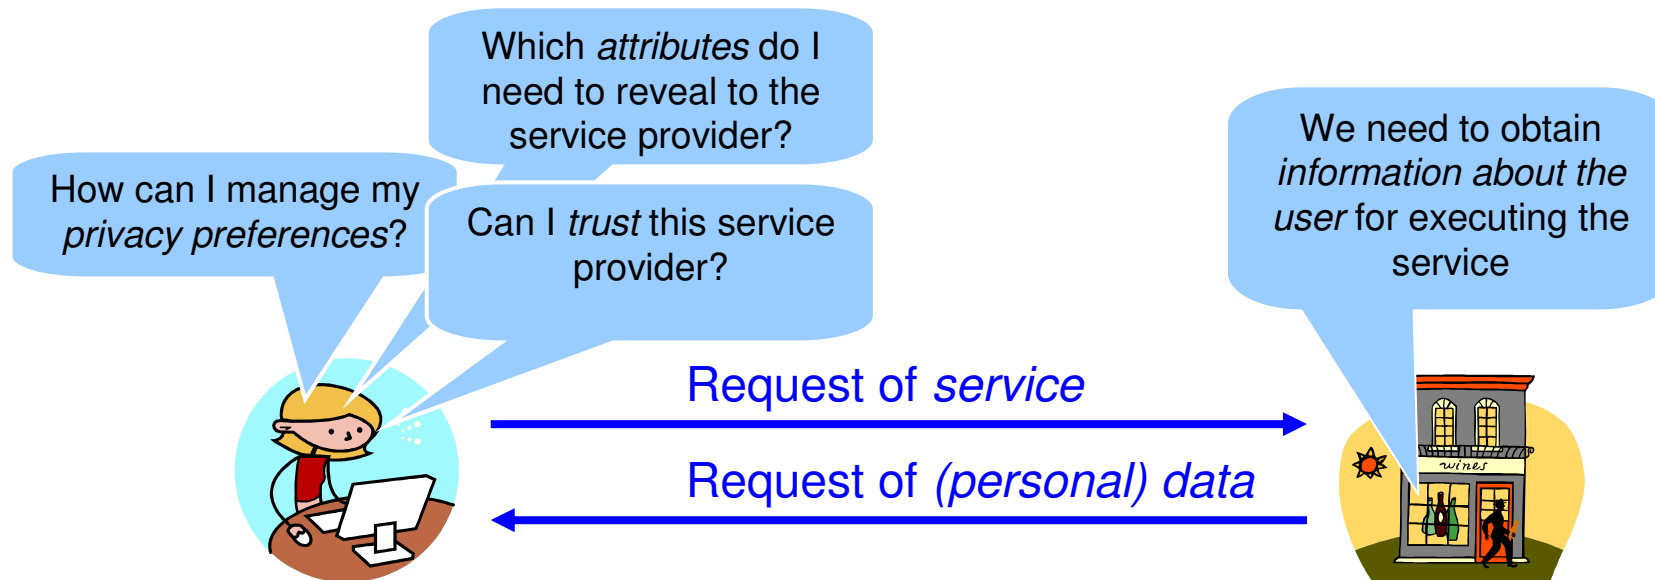 Which attributes do I
need to reveal to the
service provider?
How can I manage my
privacy preferences?
Can I trust this service
provider?
We need to obtain
information about the
user for executing the
service
Request of service
Request of (personal) data
wines